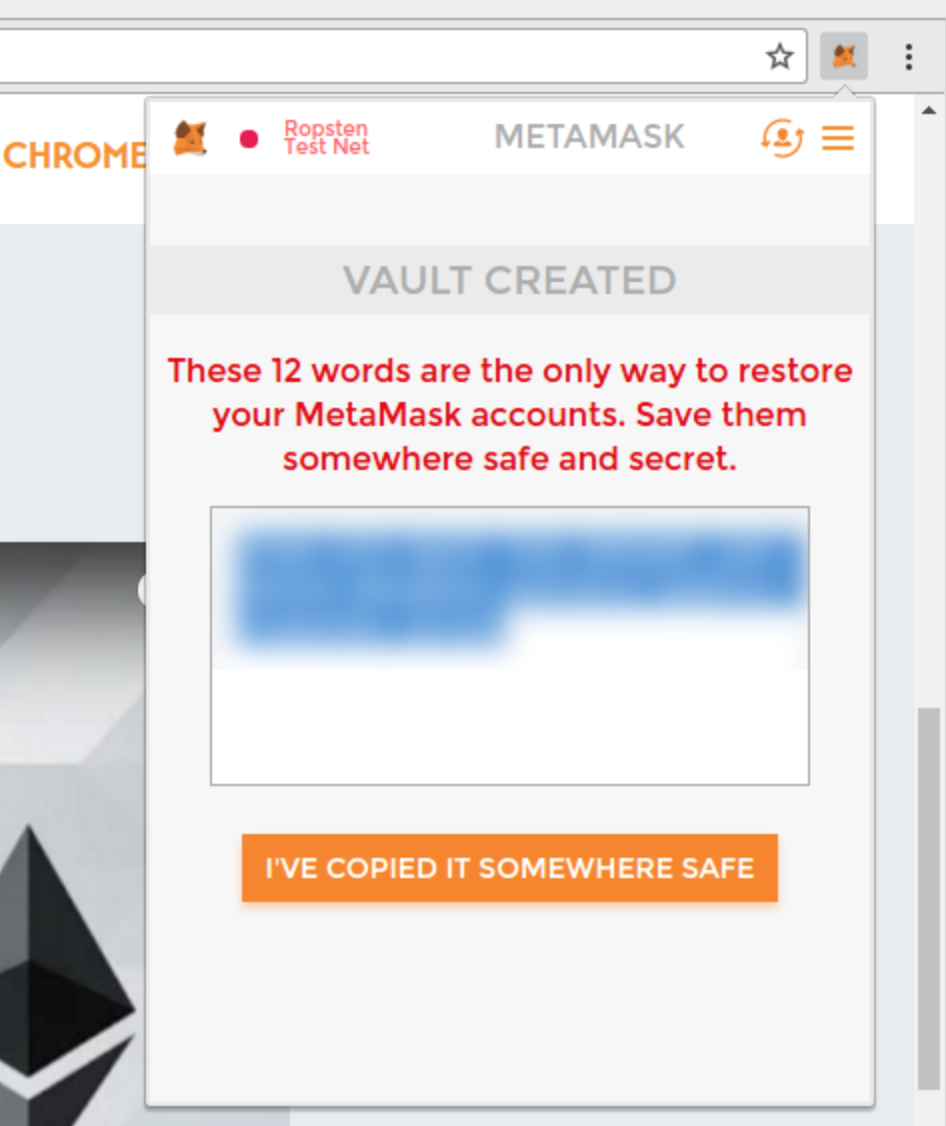 CHROME
Ropsten
Test Net
METAMASK
VAULT CREATED
These 12 words are the only way to restore
your MetaMask accounts. Save them
somewhere safe and secret.
I'VE COPIED IT SOMEWHERE SAFE